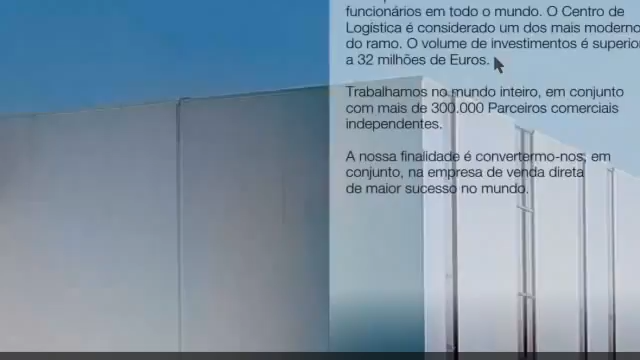 funcionários em todo o mundo. O Centro de
Logística é considerado um dos mais moderno
do ramo. O volume de investimentos é superior
a 32 milhões de Euros.
Trabalhamos no mundo inteiro, em conjunto
com mais de 300.000 Parceiros comerciais
independentes.
A nossa finalidade é convertermo-nos, em
conjunto, na empresa de venda direta
de maior sucesso no mundo.